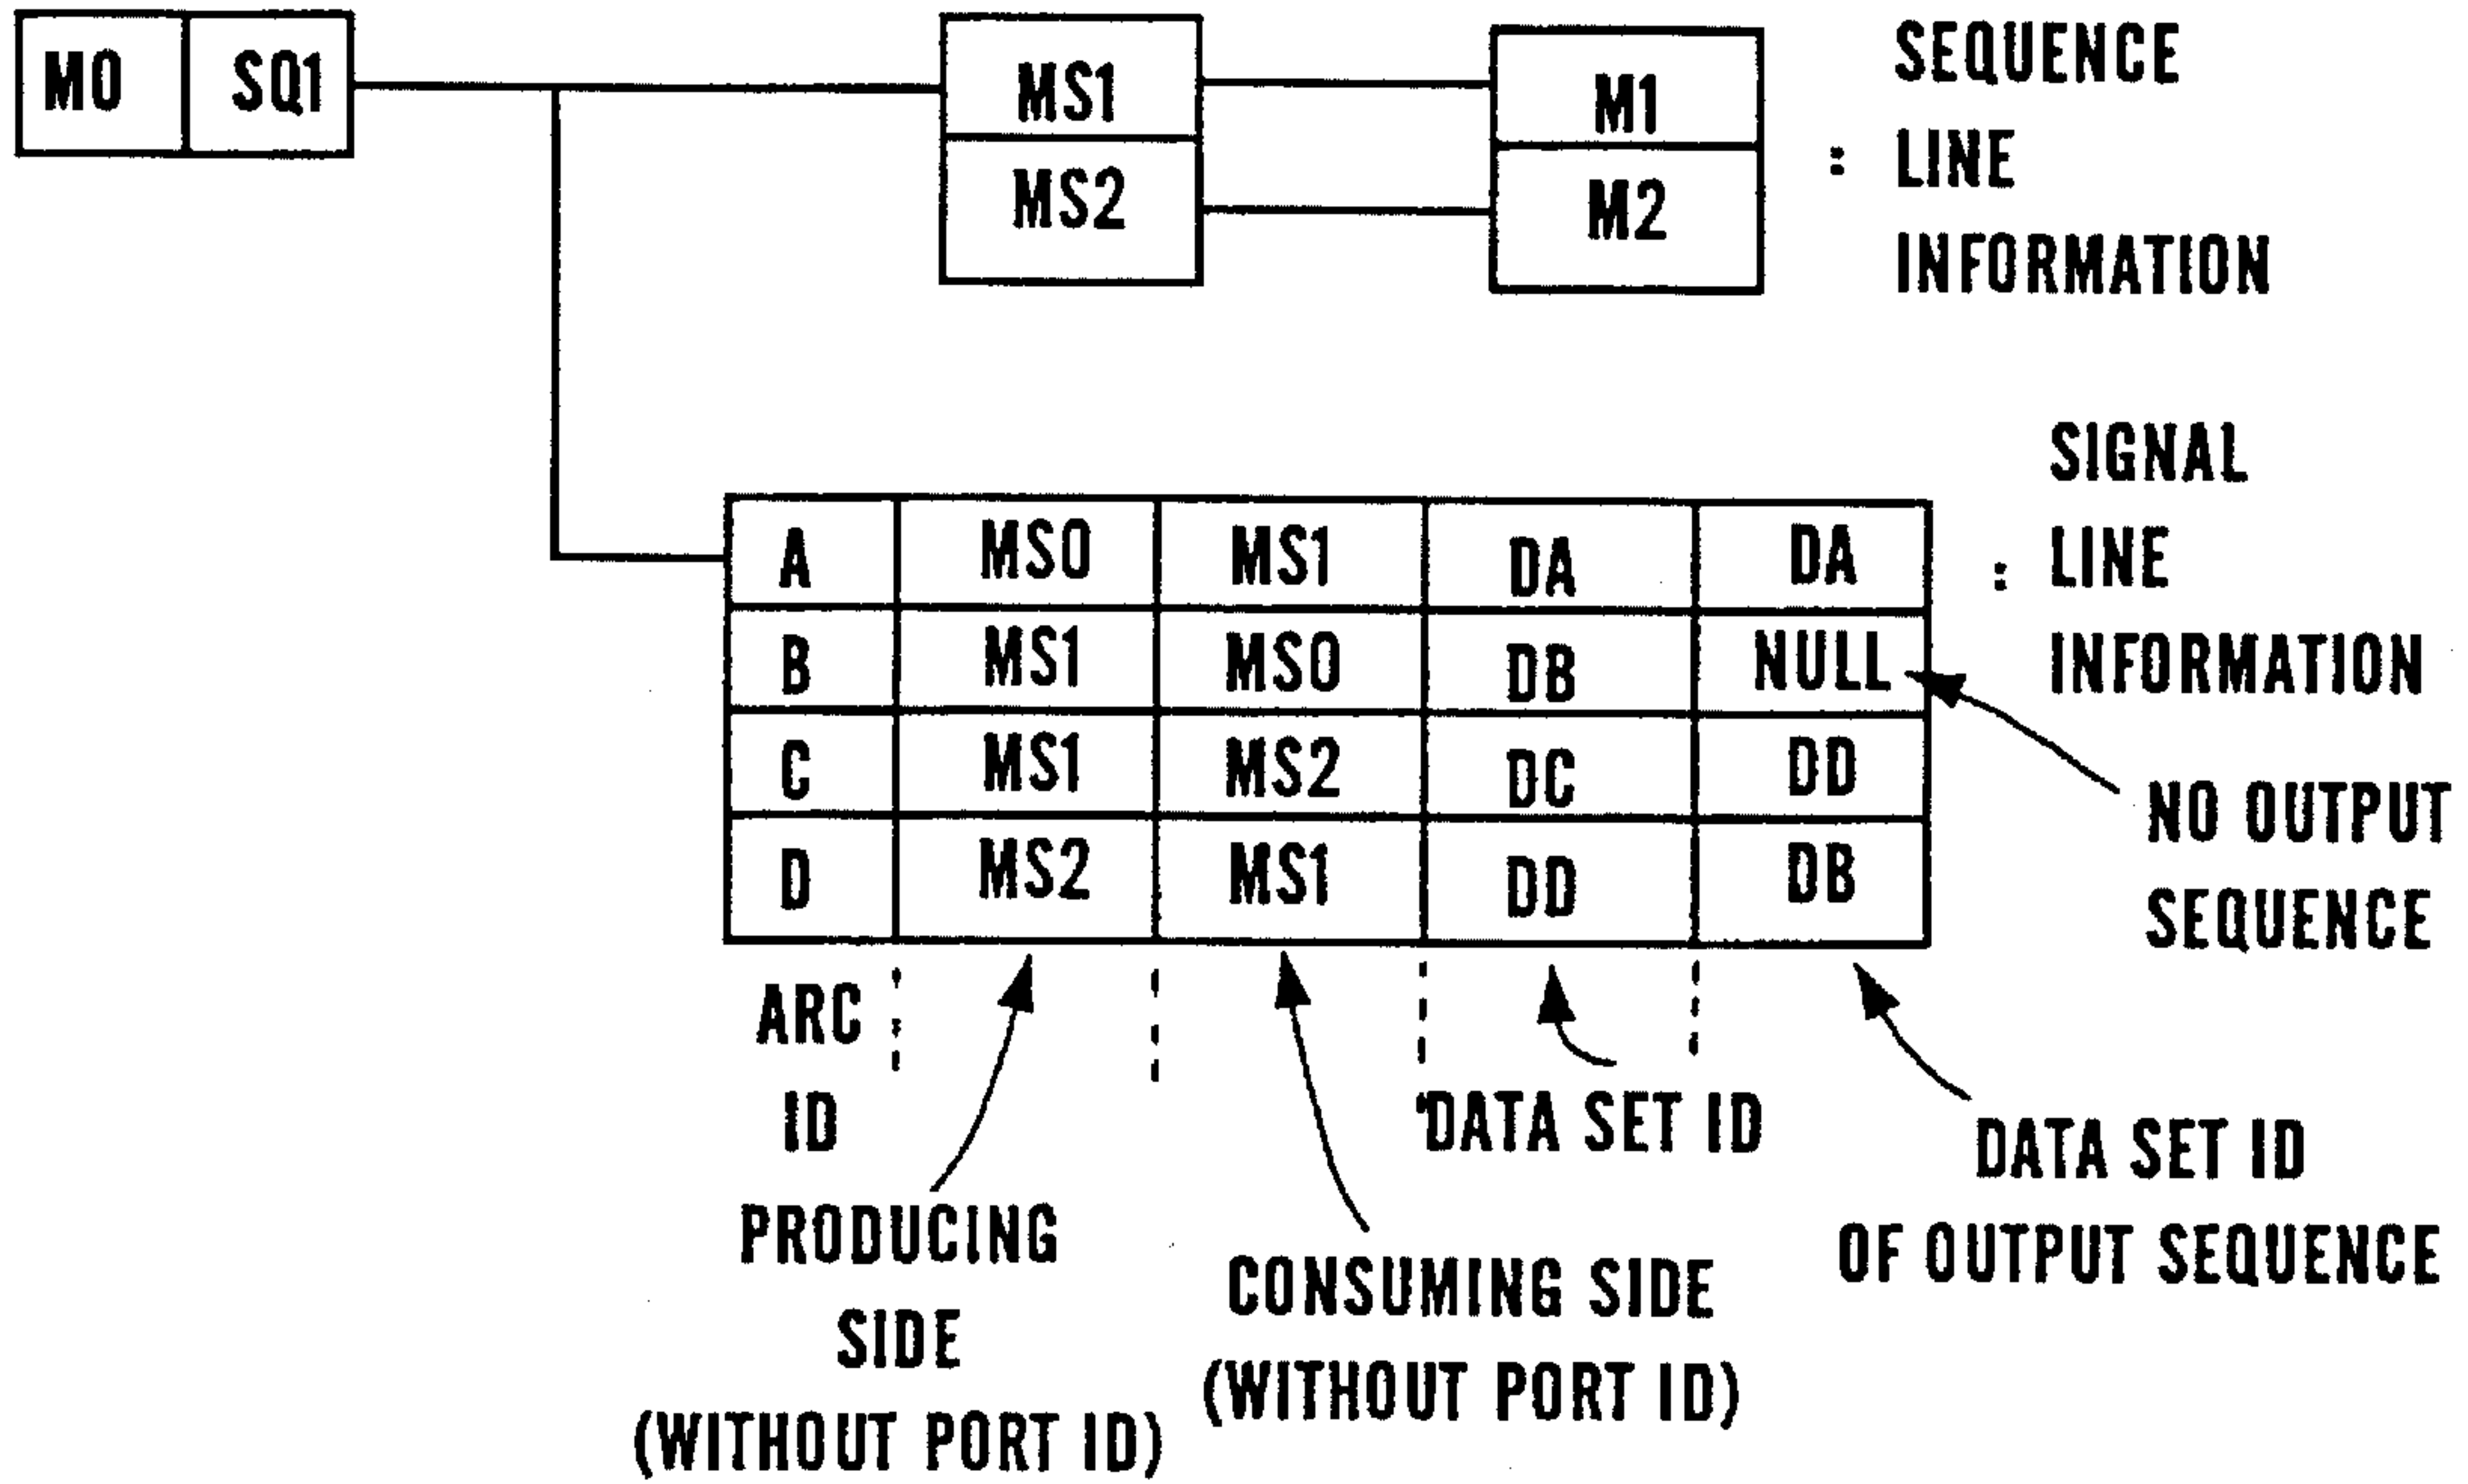 M0 SQ1
MS1
MS2
M1
M2
: SEQUENCE
LINE
INFORMATION
A MS0 MS1 DA DA
B MS1 MS0 DB NULL
C MS1 MS2 DC DD
D MS2 MS1 DD DB
: SIGNAL
LINE
INFORMATION
NO OUTPUT
SEQUENCE
ARC
ID
PRODUCING
SIDE
(WITHOUT PORT ID)
CONSUMING SIDE
(WITHOUT PORT ID)
DATA SET ID
DATA SET ID
OF OUTPUT SEQUENCE